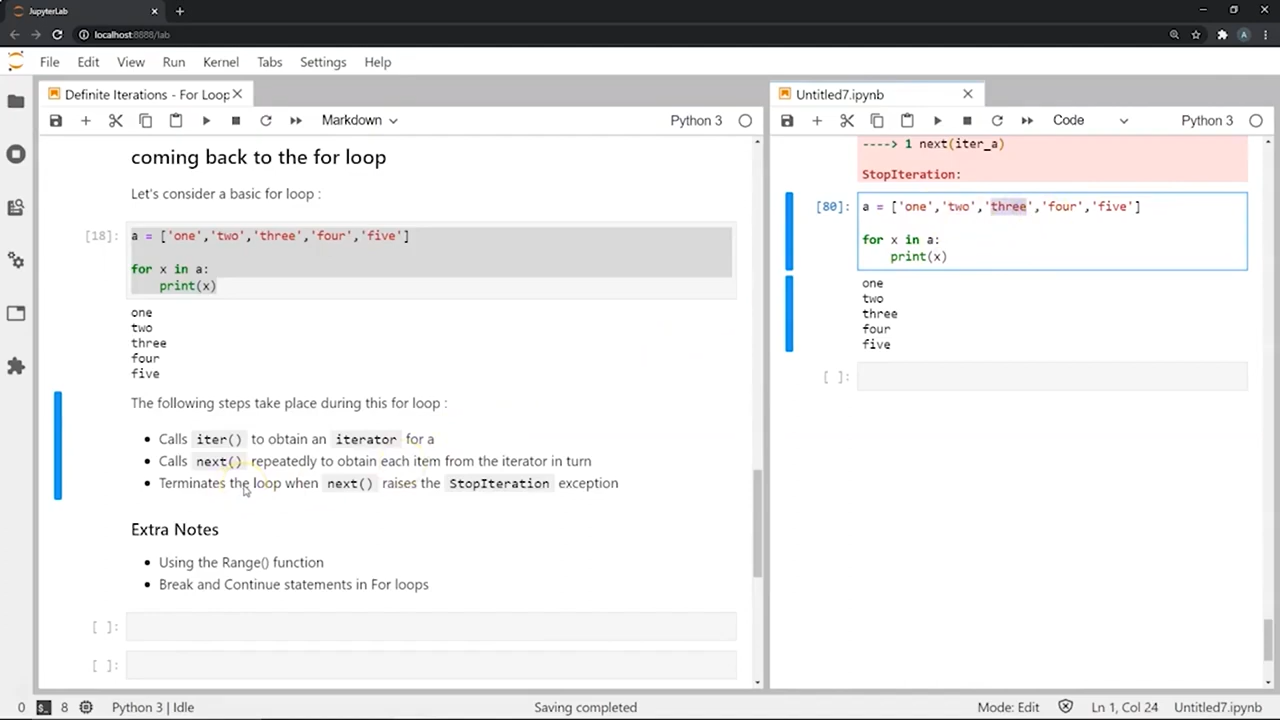 JupyterLab
localhost:8888/lab
A
File Edit View Run Kernel Tabs Settings Help
Definite Iterations - For Loop
Markdown
Python 3
coming back to the for loop
Let's consider a basic for loop :
[18]: a = ['one','two','three','four','five']
for x in a:
print(x)
one
two
three
four
five
The following steps take place during this for loop :
• Calls iter() to obtain an iterator for a
• Calls next() repeatedly to obtain each item from the iterator in turn
• Terminates the loop when next() raises the StopIteration exception
Extra Notes
• Using the Range() function
• Break and Continue statements in For loops
[ ]:
[ ]:
Untitled7.ipynb
Code
Python 3
----> 1 next(iter_a)
StopIteration:
[80]: a = ['one','two','three','four','five']
for x in a:
print(x)
one
two
three
four
five
[ ]:
0 8 Python 3 | Idle Saving completed Mode: Edit Ln 1, Col 24 Untitled7.ipynb